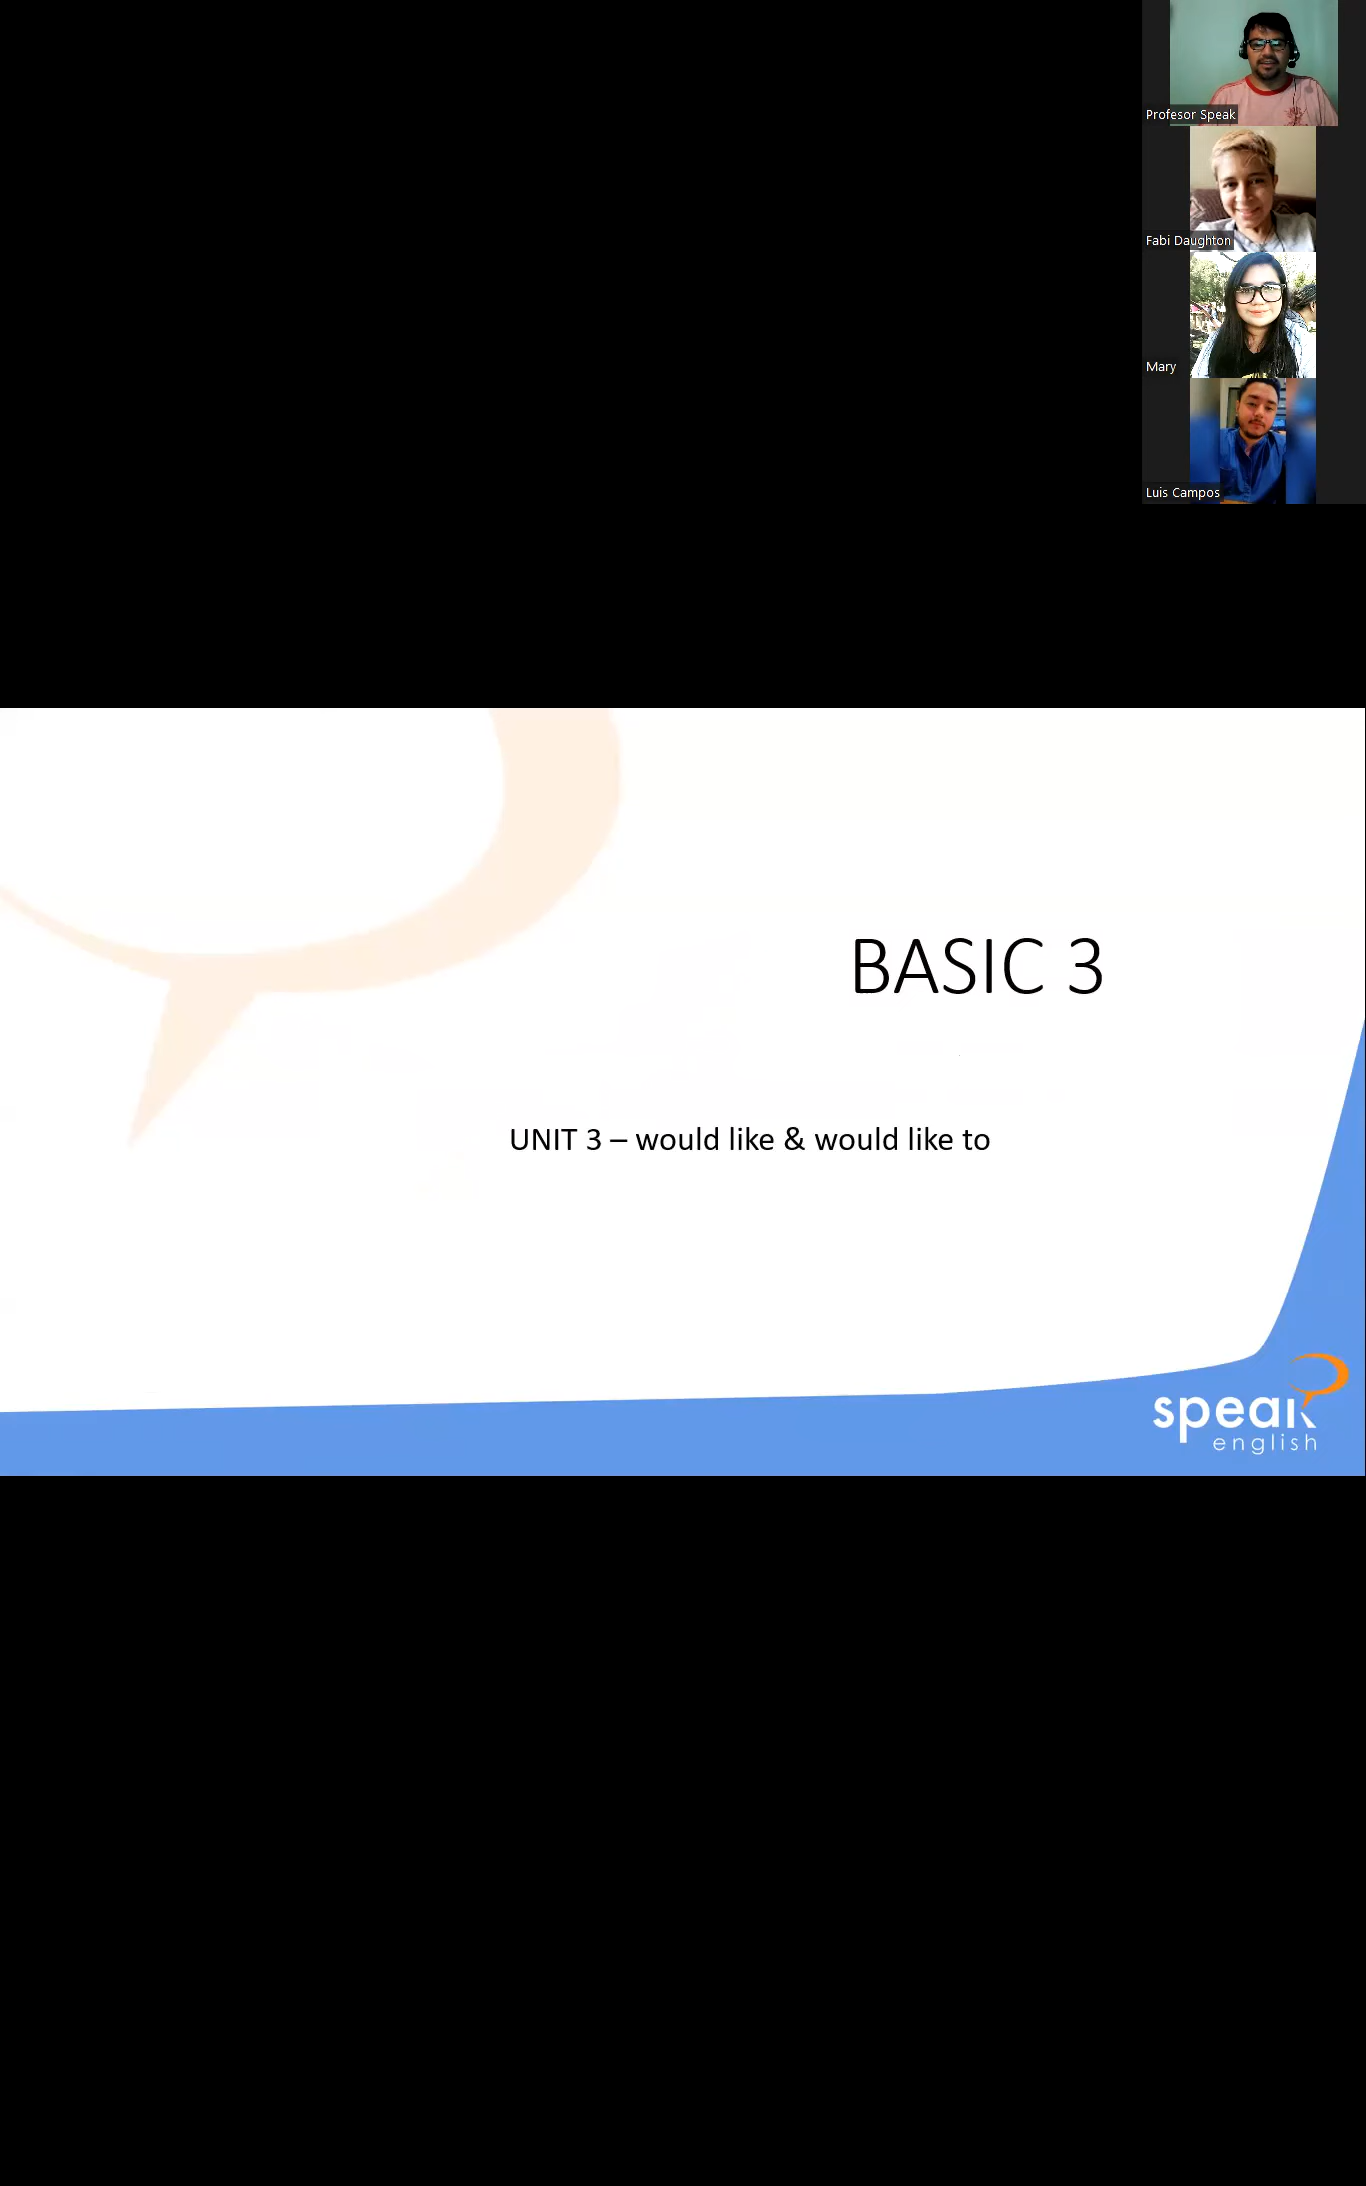 Profesor Speak
Fabi Daughton
Mary
Luis Campos
BASIC 3
UNIT 3 – would like & would like to
speak
english